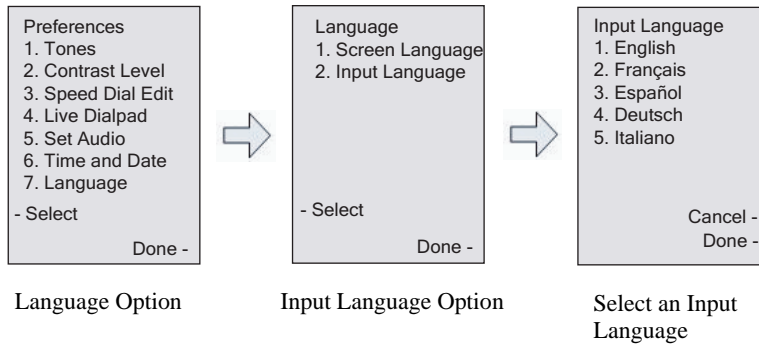 Preferences
1. Tones
2. Contrast Level
3. Speed Dial Edit
4. Live Dialpad
5. Set Audio
6. Time and Date
7. Language
- Select
Done -
Language
1. Screen Language
2. Input Language
- Select
Done -
Input Language
1. English
2. Français
3. Español
4. Deutsch
5. Italiano
Cancel -
Done -
Language Option
Input Language Option
Select an Input
Language